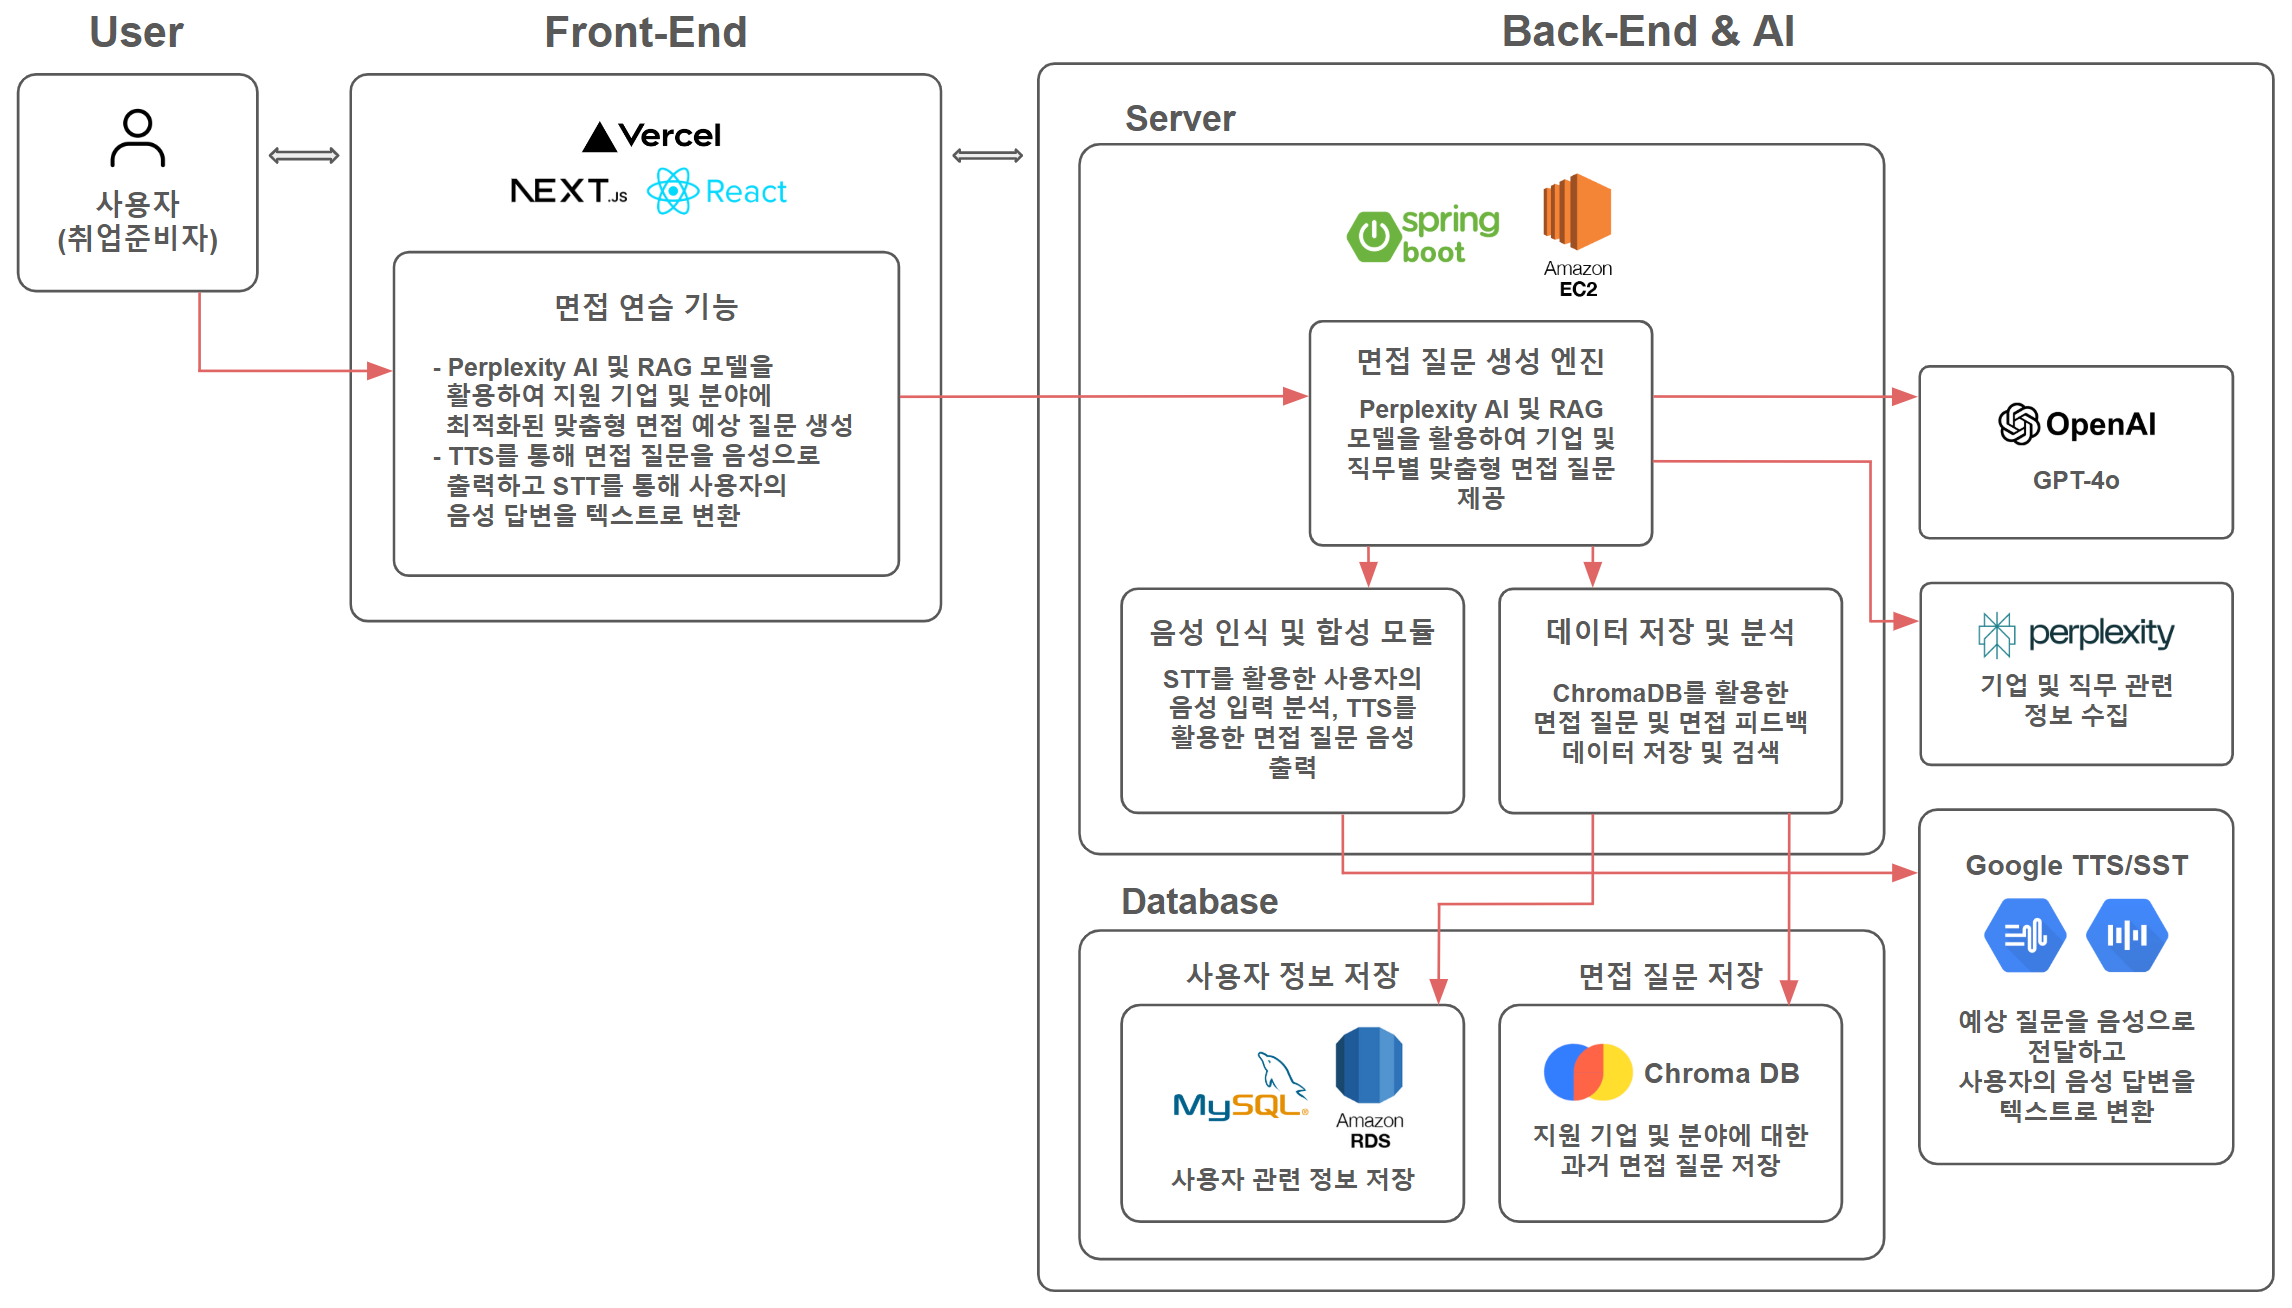 User
사용자
(취업준비자)
Front-End
Vercel
NEXT.JS
React
면접 연습 기능
- Perplexity AI 및 RAG 모델을
활용하여 지원 기업 및 분야에
최적화된 맞춤형 면접 예상 질문 생성
- TTS를 통해 면접 질문을 음성으로
출력하고 STT를 통해 사용자의
음성 답변을 텍스트로 변환
Back-End & AI
Server
spring
boot
Amazon
EC2
면접 질문 생성 엔진
Perplexity AI 및 RAG
모델을 활용하여 기업 및
직무별 맞춤형 면접 질문
제공
음성 인식 및 합성 모듈
STT를 활용한 사용자의
음성 입력 분석, TTS를
활용한 면접 질문 음성
출력
데이터 저장 및 분석
ChromaDB를 활용한
면접 질문 및 면접 피드백
데이터 저장 및 검색
OpenAI
GPT-4o
perplexity
기업 및 직무 관련
정보 수집
Google TTS/SST
예상 질문을 음성으로
전달하고
사용자의 음성 답변을
텍스트로 변환
Database
사용자 정보 저장
MySQL®
Amazon
RDS
사용자 관련 정보 저장
면접 질문 저장
Chroma DB
지원 기업 및 분야에 대한
과거 면접 질문 저장